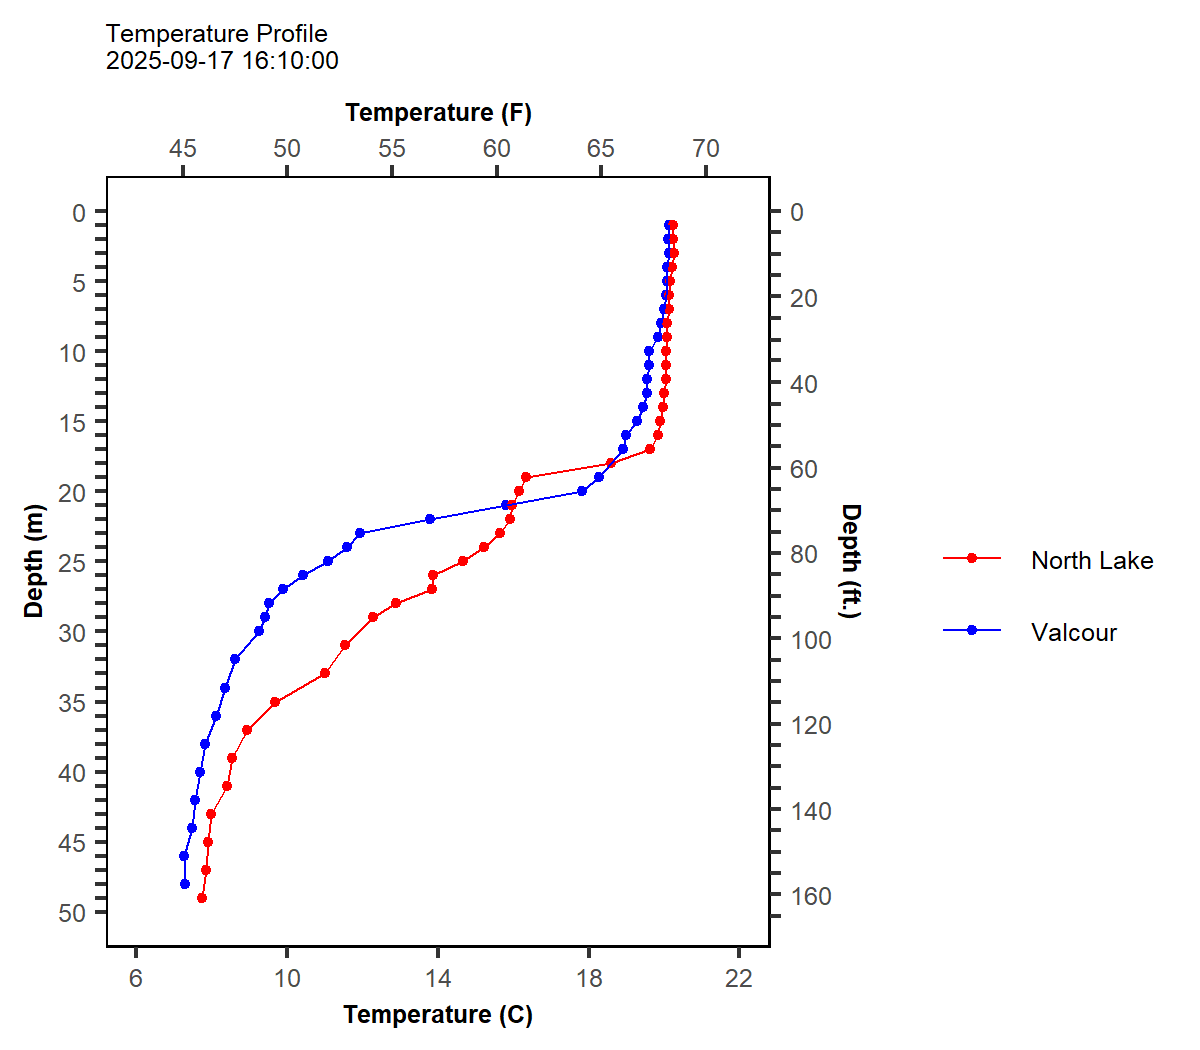 Temperature Profile
2025-09-17 16:10:00
Temperature (F)
45 50 55 60 65 70
0
5
10
15
20
25
30
35
40
45
50
Depth (m)
0
20
40
60
80
100
120
140
160
Depth (ft.)
North Lake
Valcour
6 10 14 18 22
Temperature (C)